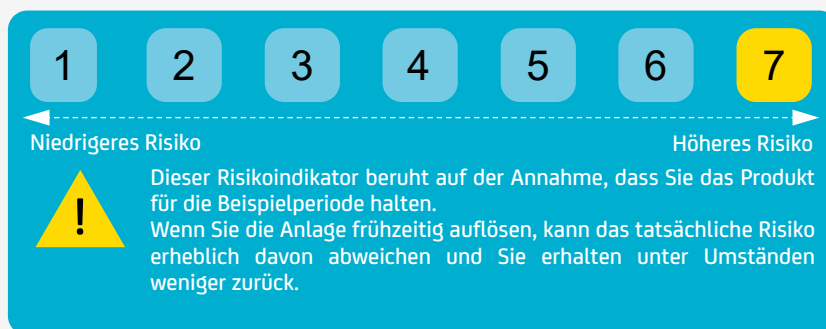 1 2 3 4 5 6 7
Niedrigeres Risiko Höheres Risiko
Dieser Risikoindikator beruht auf der Annahme, dass Sie das Produkt
für die Beispielperiode halten.
Wenn Sie die Anlage frühzeitig auflösen, kann das tatsächliche Risiko
erheblich davon abweichen und Sie erhalten unter Umständen
weniger zurück.
!